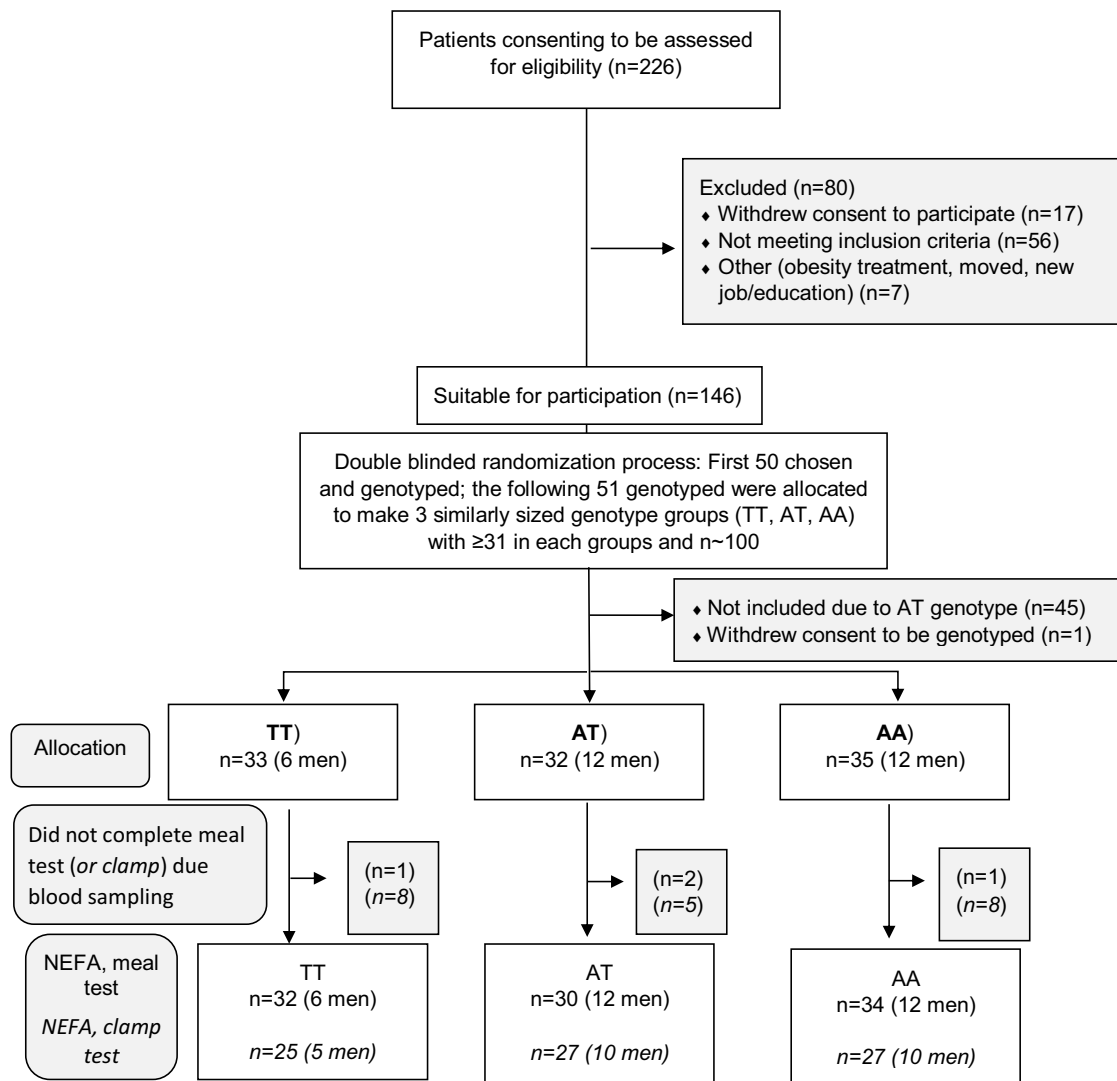 Patients consenting to be assessed
for eligibility (n=226)
Excluded (n=80)
♦ Withdrew consent to participate (n=17)
♦ Not meeting inclusion criteria (n=56)
♦ Other (obesity treatment, moved, new
job/education) (n=7)
Suitable for participation (n=146)
Double blinded randomization process: First 50 chosen
and genotyped; the following 51 genotyped were allocated
to make 3 similarly sized genotype groups (TT, AT, AA)
with ≥31 in each groups and n~100
♦ Not included due to AT genotype (n=45)
♦ Withdrew consent to be genotyped (n=1)
Allocation
TT)
n=33 (6 men)
AT)
n=32 (12 men)
AA)
n=35 (12 men)
Did not complete meal
test (or clamp) due
blood sampling
(n=1)
(n=8)
(n=2)
(n=5)
(n=1)
(n=8)
NEFA, meal
test
NEFA, clamp
test
TT
n=32 (6 men)
n=25 (5 men)
AT
n=30 (12 men)
n=27 (10 men)
AA
n=34 (12 men)
n=27 (10 men)